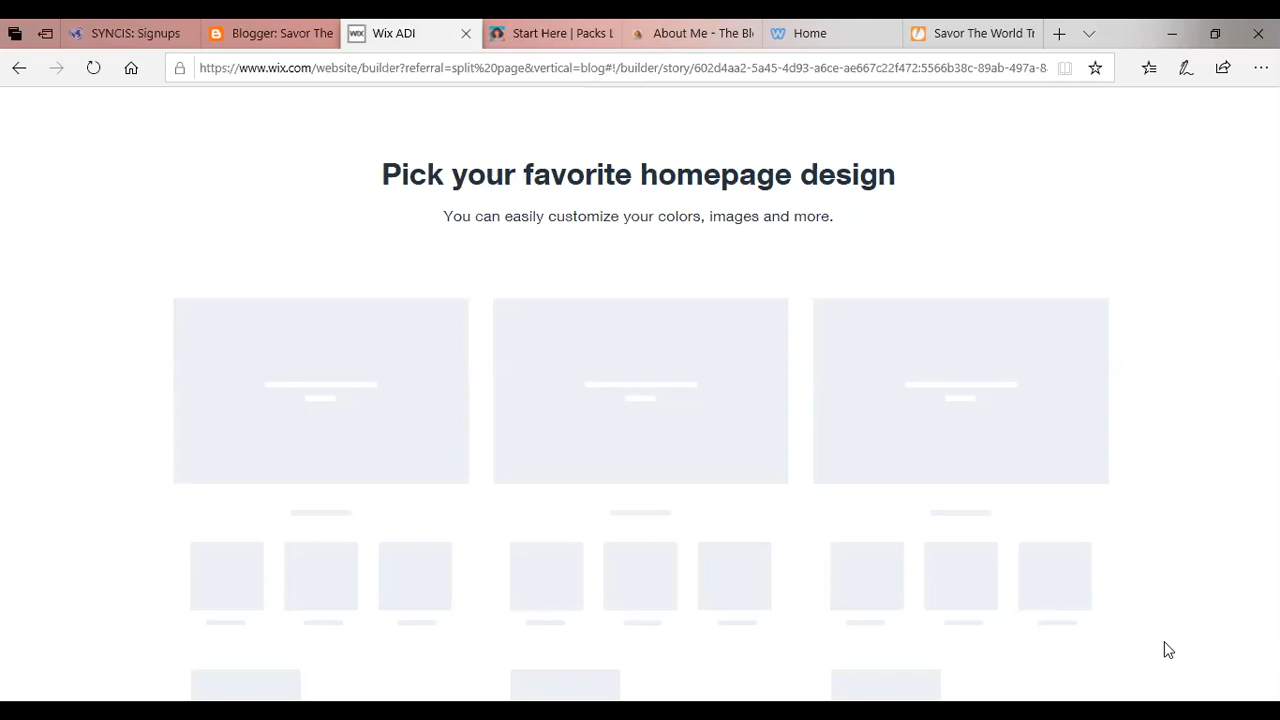 SYNCIS: Signups
Blogger: Savor The
WIX
Wix ADI
Start Here | Packs L
About Me - The Bl
W
Home
Savor The World Tr
https://www.wix.com/website/builder?referral=split%20page&vertical=blog#!/builder/story/602d4aa2-5a45-4d93-a6ce-ae667c22f472:5566b38c-89ab-497a-8
Pick your favorite homepage design
You can easily customize your colors, images and more.